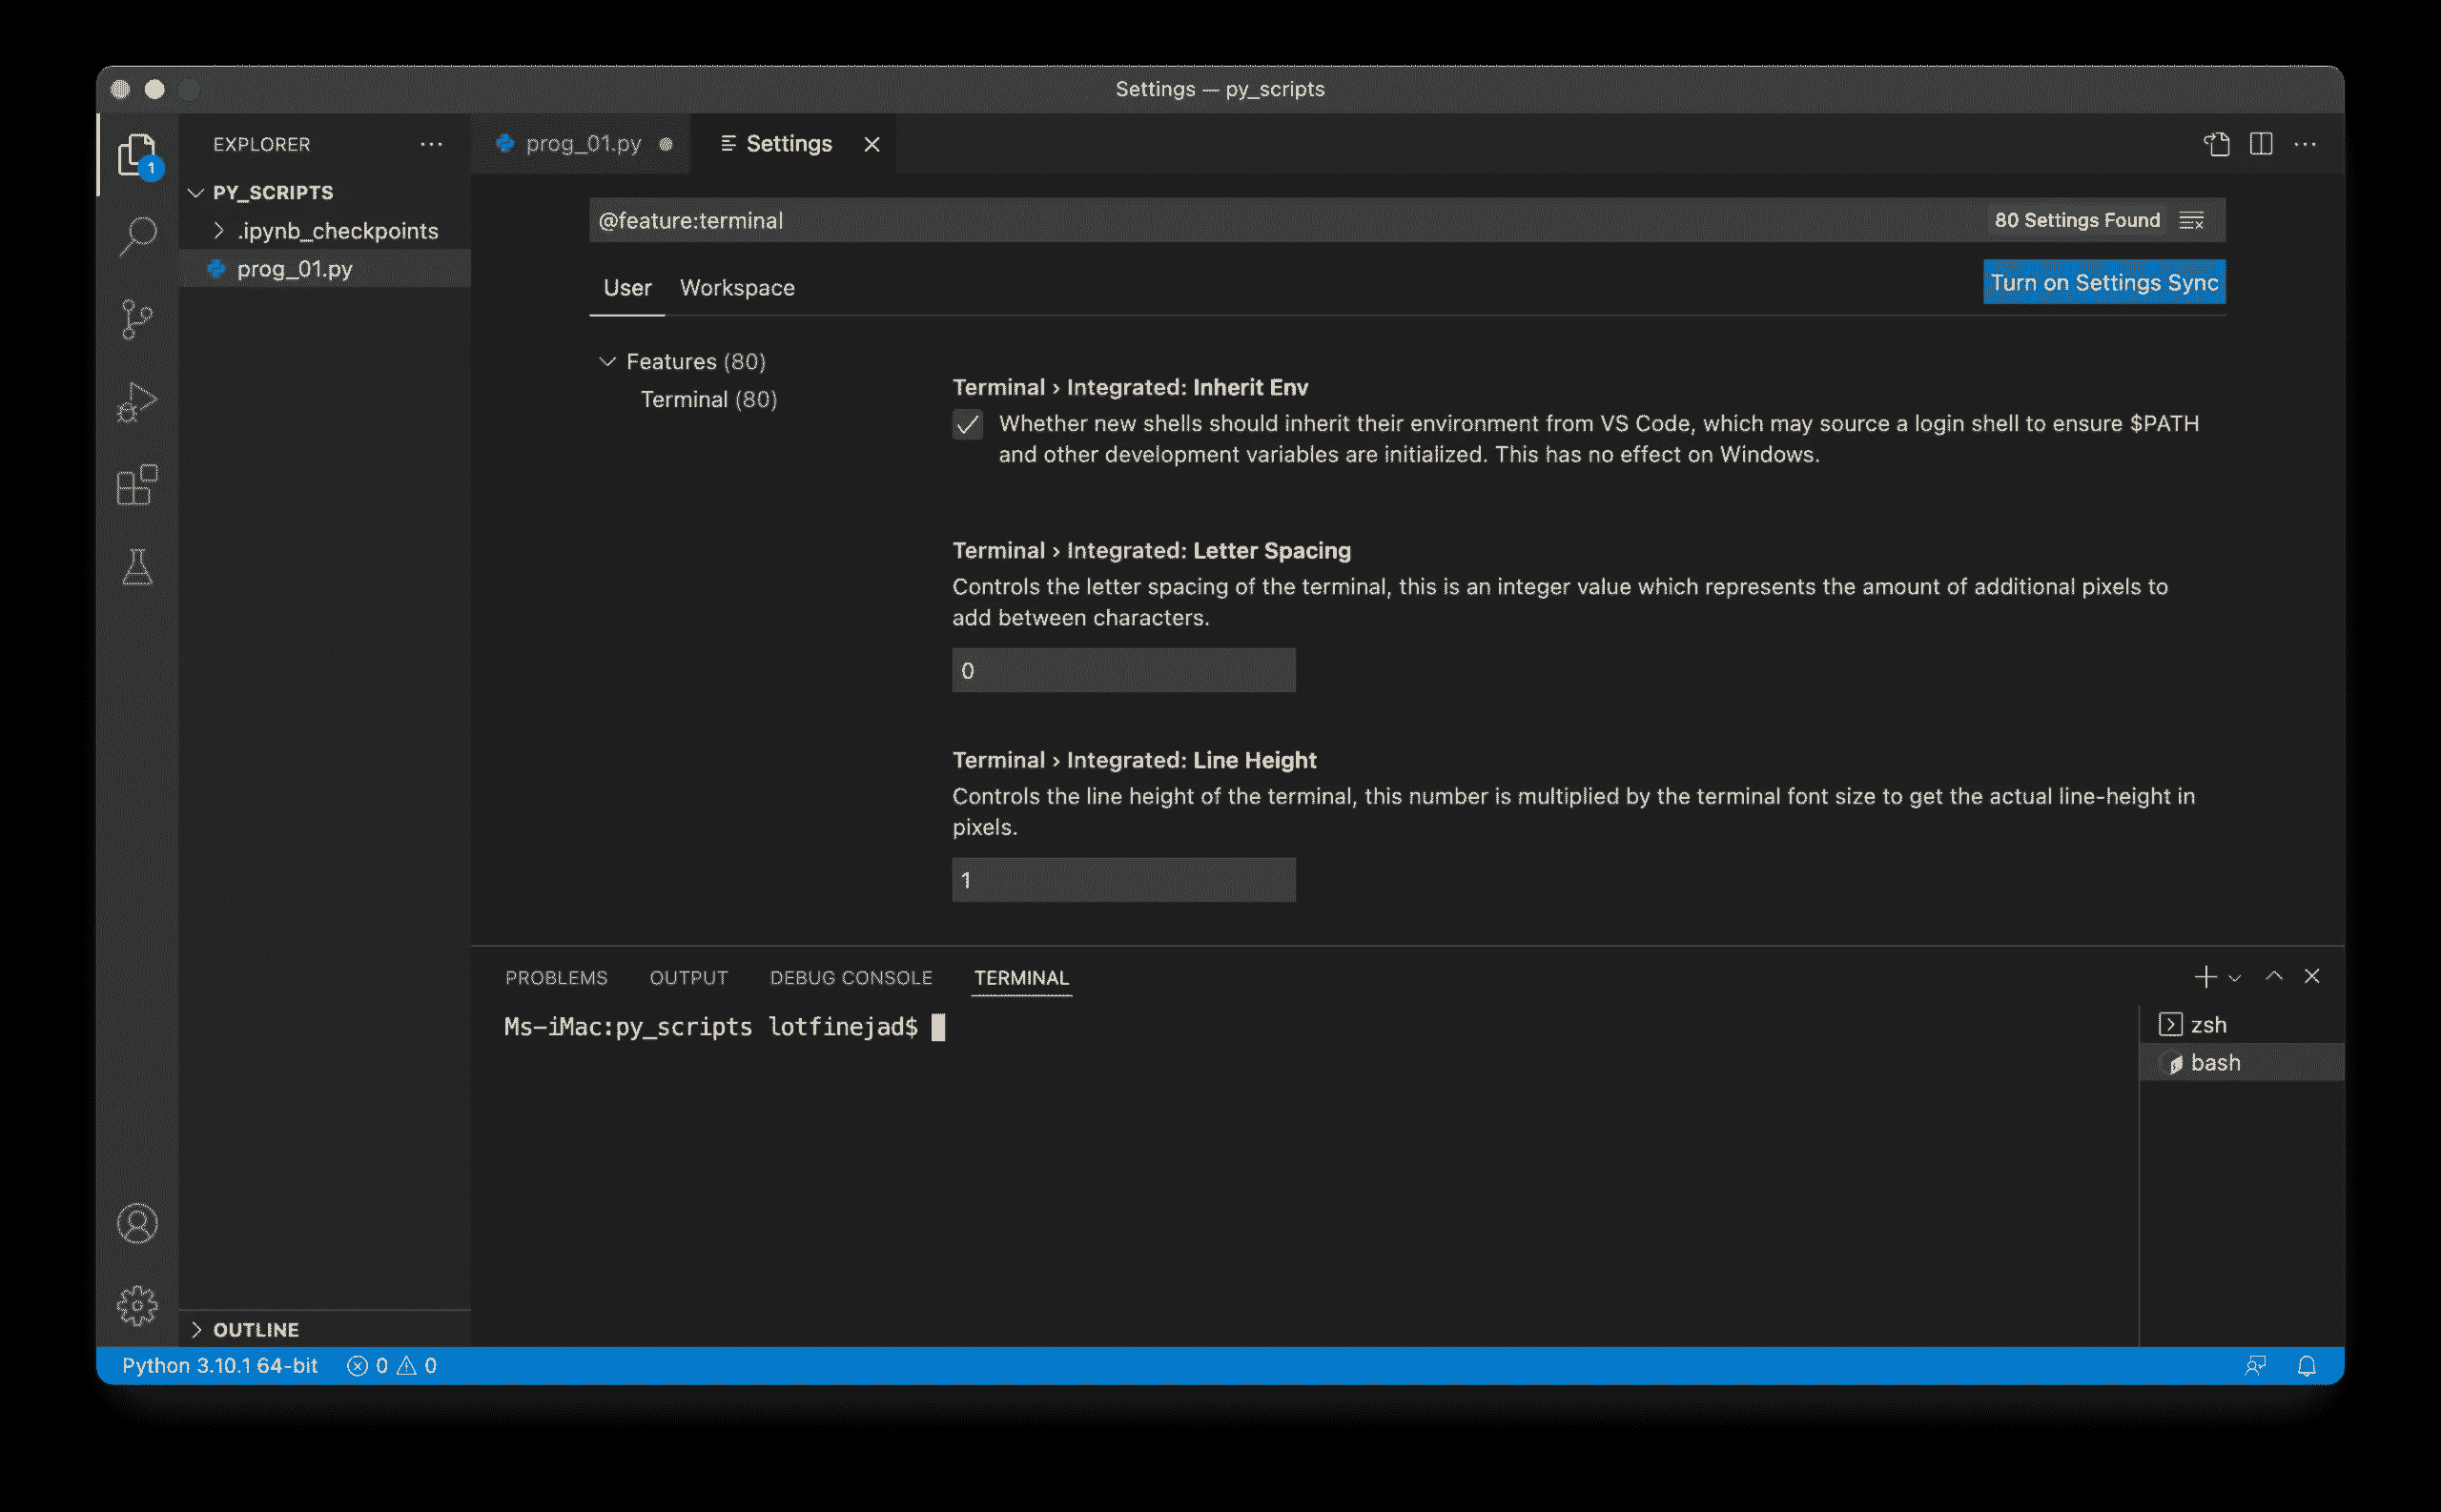 Settings — py_scripts
EXPLORER
prog_01.py
Settings
1
PY_SCRIPTS
.ipynb_checkpoints
prog_01.py
@feature:terminal
80 Settings Found
User
Workspace
Turn on Settings Sync
Features (80)
Terminal (80)
Terminal › Integrated: Inherit Env
Whether new shells should inherit their environment from VS Code, which may source a login shell to ensure $PATH
and other development variables are initialized. This has no effect on Windows.
Terminal › Integrated: Letter Spacing
Controls the letter spacing of the terminal, this is an integer value which represents the amount of additional pixels to
add between characters.
0
Terminal › Integrated: Line Height
Controls the line height of the terminal, this number is multiplied by the terminal font size to get the actual line-height in
pixels.
1
PROBLEMS
OUTPUT
DEBUG CONSOLE
TERMINAL
Ms-iMac:py_scripts lotfinejad$
zsh
bash
OUTLINE
Python 3.10.1 64-bit
0
0